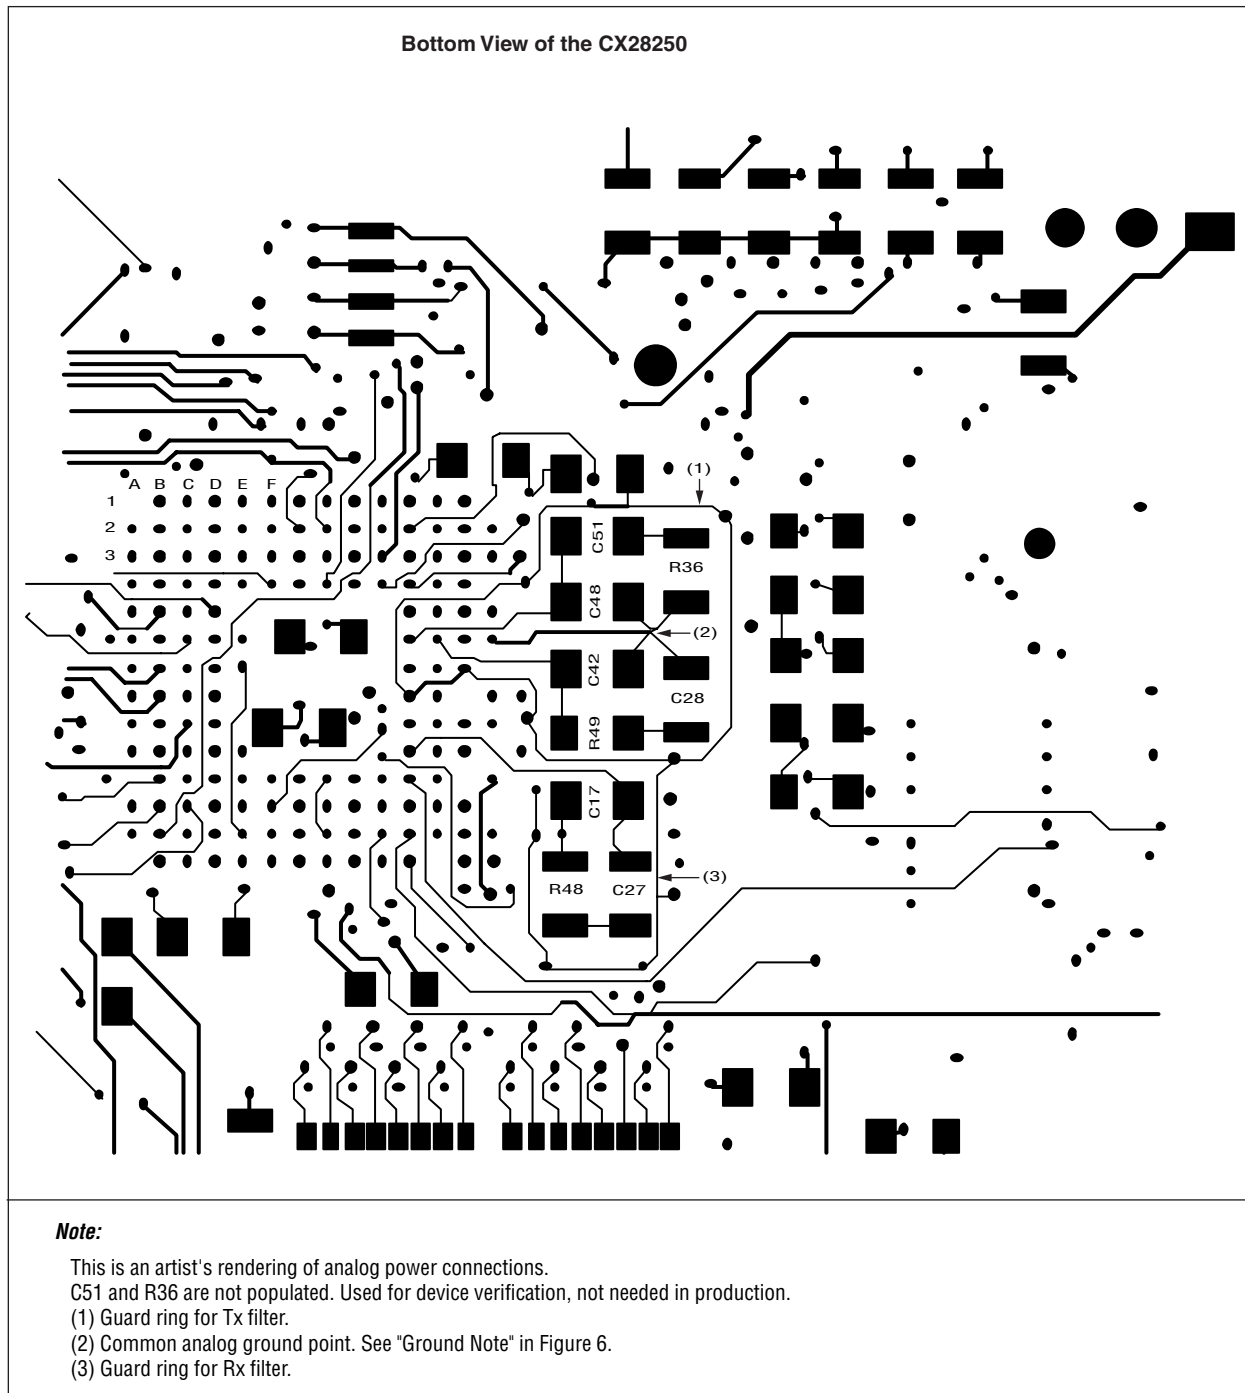 Bottom View of the CX28250
(1)
A B C D E F
1
2
3
C51
R36
C48
(2)
C42
C28
R49
C17
R48 C27
(3)
Note:
This is an artist's rendering of analog power connections.
C51 and R36 are not populated. Used for device verification, not needed in production.
(1) Guard ring for Tx filter.
(2) Common analog ground point. See "Ground Note" in Figure 6.
(3) Guard ring for Rx filter.